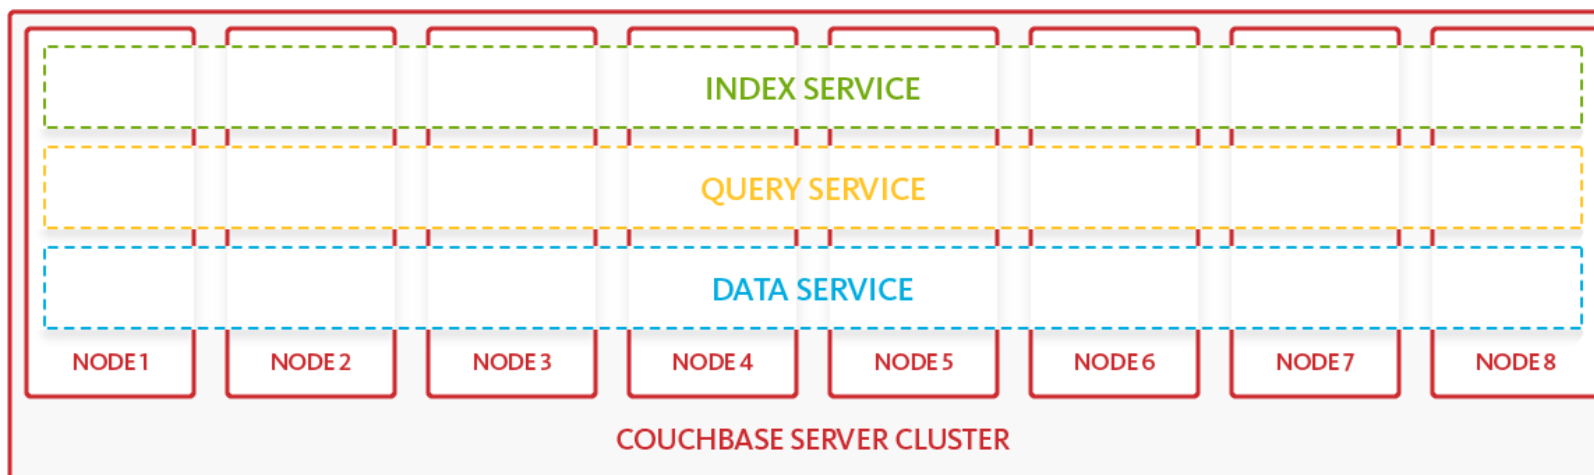 INDEX SERVICE
QUERY SERVICE
DATA SERVICE
NODE 1 NODE 2 NODE 3 NODE 4 NODE 5 NODE 6 NODE 7 NODE 8
COUCHBASE SERVER CLUSTER